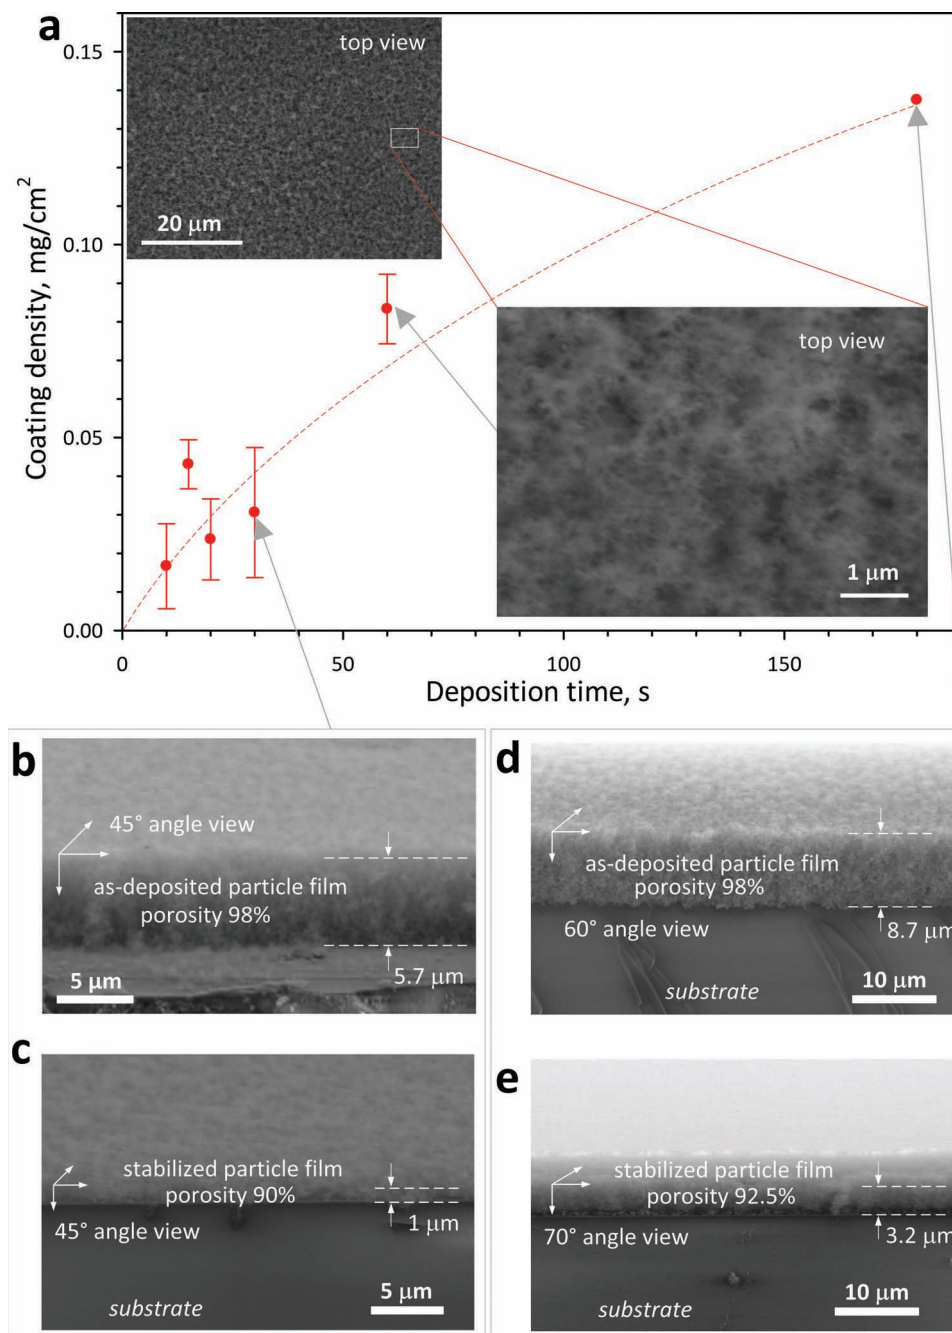 a
top view
20 μm
top view
1 μm
0.15
0.10
0.05
0.00
Coating density, mg/cm²
0
50
100
150
Deposition time, s
b
45° angle view
as-deposited particle film
porosity 98%
5.7 μm
5 μm
c
stabilized particle film
porosity 90%
1 μm
45° angle view
5 μm
substrate
d
as-deposited particle film
porosity 98%
60° angle view
8.7 μm
substrate
10 μm
e
stabilized particle film
porosity 92.5%
70° angle view
3.2 μm
substrate
10 μm